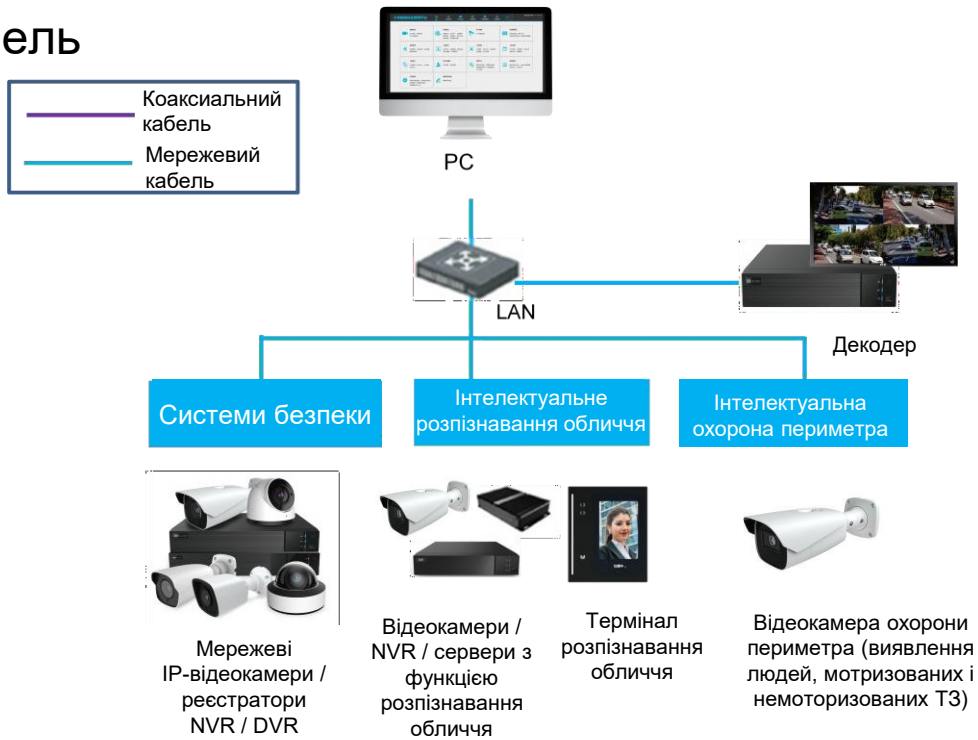 ель
Коаксиальний
кабель
Мережевий
кабель
PC
LAN
Декодер
Системи безпеки
Інтелектуальне
розпізнавання обличчя
Інтелектуальна
охорона периметра
Мережеві
IP-відеокамери /
реєстратори
NVR / DVR
Відеокамери /
NVR / сервери з
функцією
розпізнавання
обличчя
Термінал
розпізнавання
обличчя
Відеокамера охорони
периметра (виявлення
людей, мотризованих і
немоторизованих ТЗ)